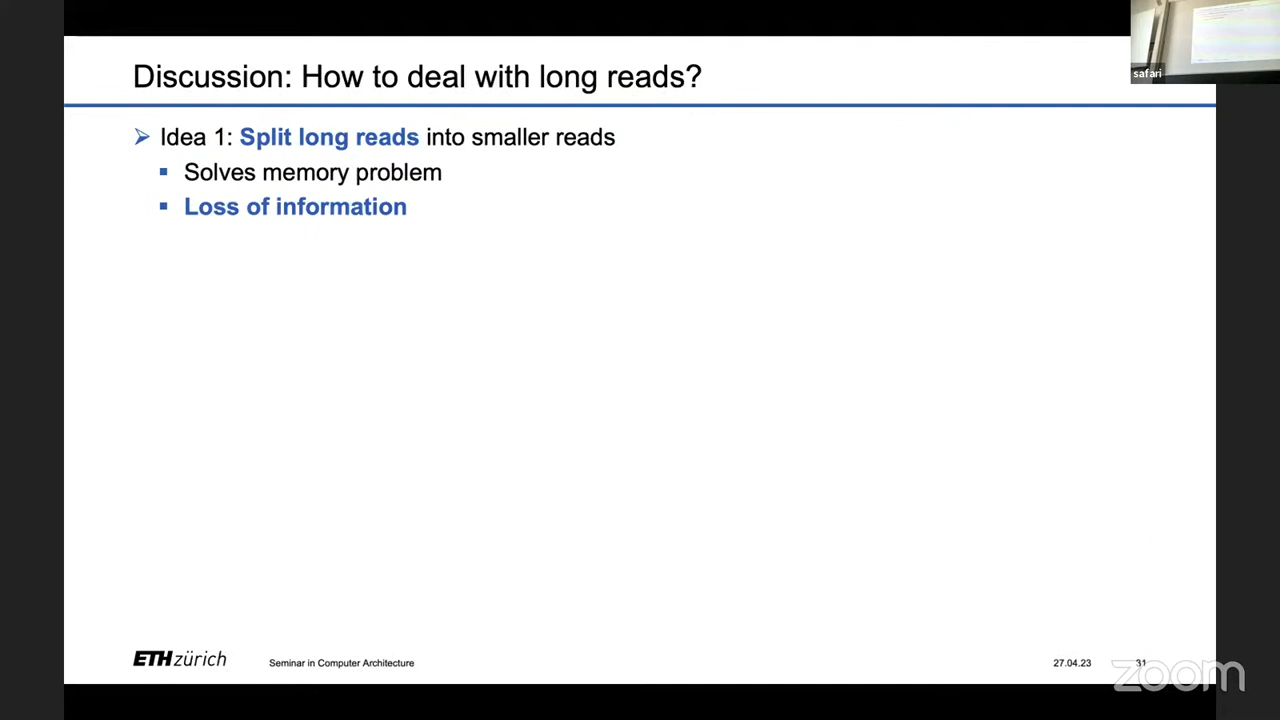 Discussion: How to deal with long reads?
safari
Idea 1: Split long reads into smaller reads
Solves memory problem
Loss of information
ETHzürich
Seminar in Computer Architecture
27.04.23
31
zoom